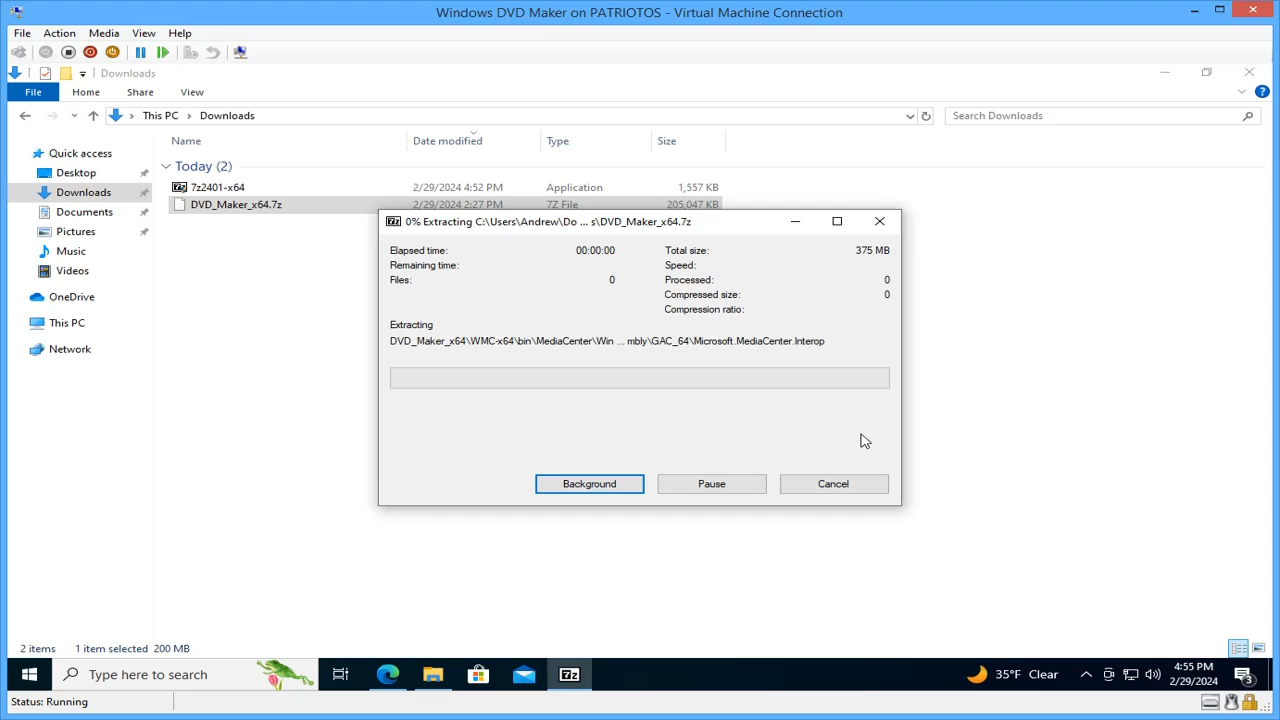 Windows DVD Maker on PATRIOTOS - Virtual Machine Connection
File Action Media View Help
Downloads
File Home Share View
This PC Downloads
Search Downloads
Name Date modified Type Size
Quick access
Desktop
Downloads
Documents
Pictures
Music
Videos
OneDrive
This PC
Network
Today (2)
7z2401-x64 2/29/2024 4:52 PM Application 1,557 KB
DVD_Maker_x64.7z 2/29/2024 2:27 PM 7Z File 205,047 KB
7z 0% Extracting C:\Users\Andrew\Do ... s\DVD_Maker_x64.7z
Elapsed time: 00:00:00 Total size: 375 MB
Remaining time: Speed:
Files: 0 Processed: 0
Compressed size: 0
Compression ratio:
Extracting
DVD_Maker_x64\WMC-x64\bin\MediaCenter\Win ... mbly\GAC_64\Microsoft.MediaCenter.Interop
Background Pause Cancel
2 items 1 item selected 200 MB
Type here to search 7z 35°F Clear 4:55 PM
2/29/2024 3
Status: Running